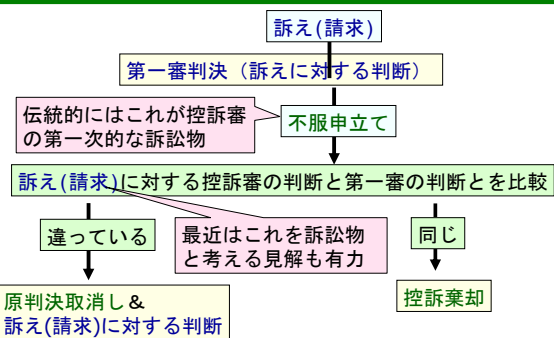 訴え(請求)
第一審判決（訴えに対する判断）
伝統的にはこれが控訴審
の第一次的な訴訟物
不服申立て
訴え(請求)に対する控訴審の判断と第一審の判断とを比較
違っている
最近はこれを訴訟物
と考える見解も有力
同じ
原判決取消し&
訴え(請求)に対する判断
控訴棄却